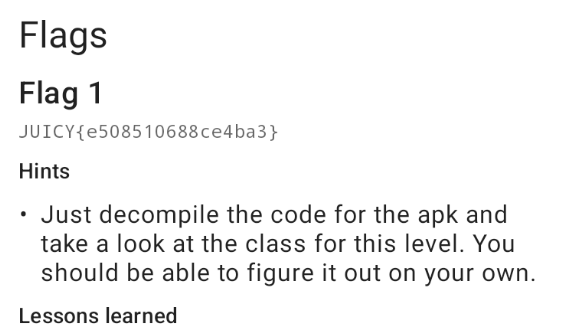 Flags
Flag 1
JUICY{e508510688ce4ba3}
Hints
• Just decompile the code for the apk and
take a look at the class for this level. You
should be able to figure it out on your own.
Lessons learned